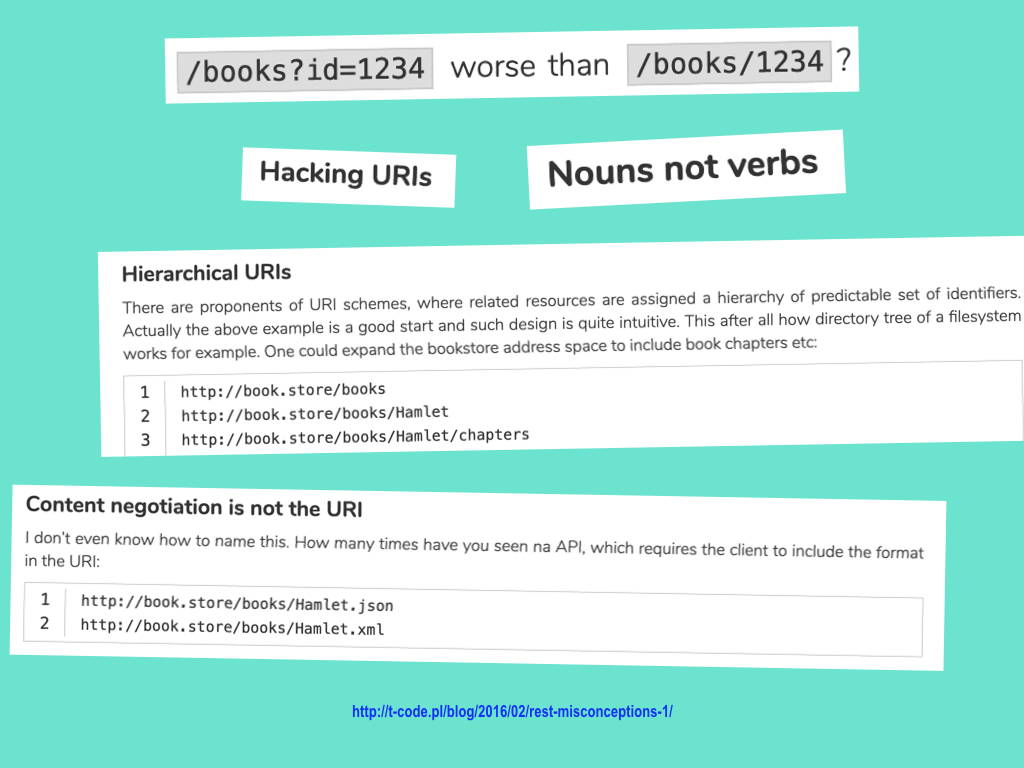 /books?id=1234 worse than /books/1234 ?
Hacking URIs
Nouns not verbs
Hierarchical URIs
There are proponents of URI schemes, where related resources are assigned a hierarchy of predictable set of identifiers.
Actually the above example is a good start and such design is quite intuitive. This after all how directory tree of a filesystem
works for example. One could expand the bookstore address space to include book chapters etc:
1 http://book.store/books
2 http://book.store/books/Hamlet
3 http://book.store/books/Hamlet/chapters
Content negotiation is not the URI
I don't even know how to name this. How many times have you seen na API, which requires the client to include the format
in the URI:
1 http://book.store/books/Hamlet.json
2 http://book.store/books/Hamlet.xml
http://t-code.pl/blog/2016/02/rest-misconceptions-1/